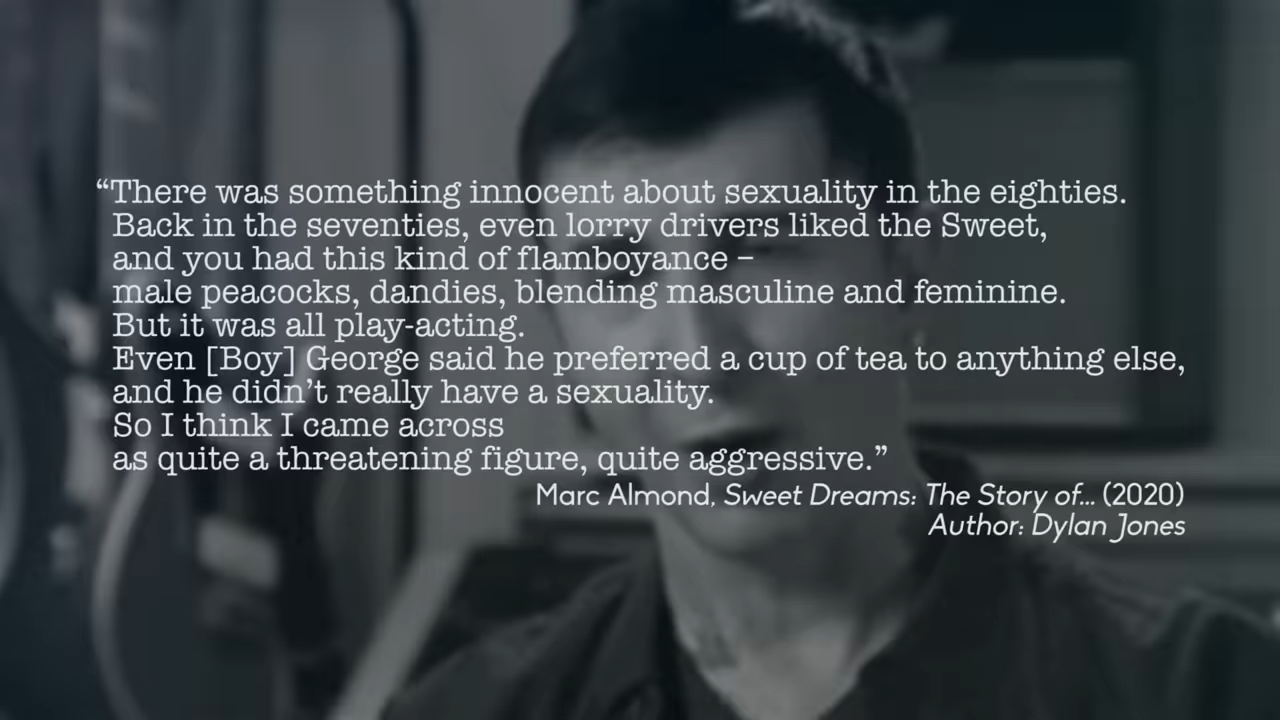 “There was something innocent about sexuality in the eighties.
Back in the seventies, even lorry drivers liked the Sweet,
and you had this kind of flamboyance –
male peacocks, dandies, blending masculine and feminine.
But it was all play-acting.
Even [Boy] George said he preferred a cup of tea to anything else,
and he didn’t really have a sexuality.
So I think I came across
as quite a threatening figure, quite aggressive.”
Marc Almond, Sweet Dreams: The Story of... (2020)
Author: Dylan Jones